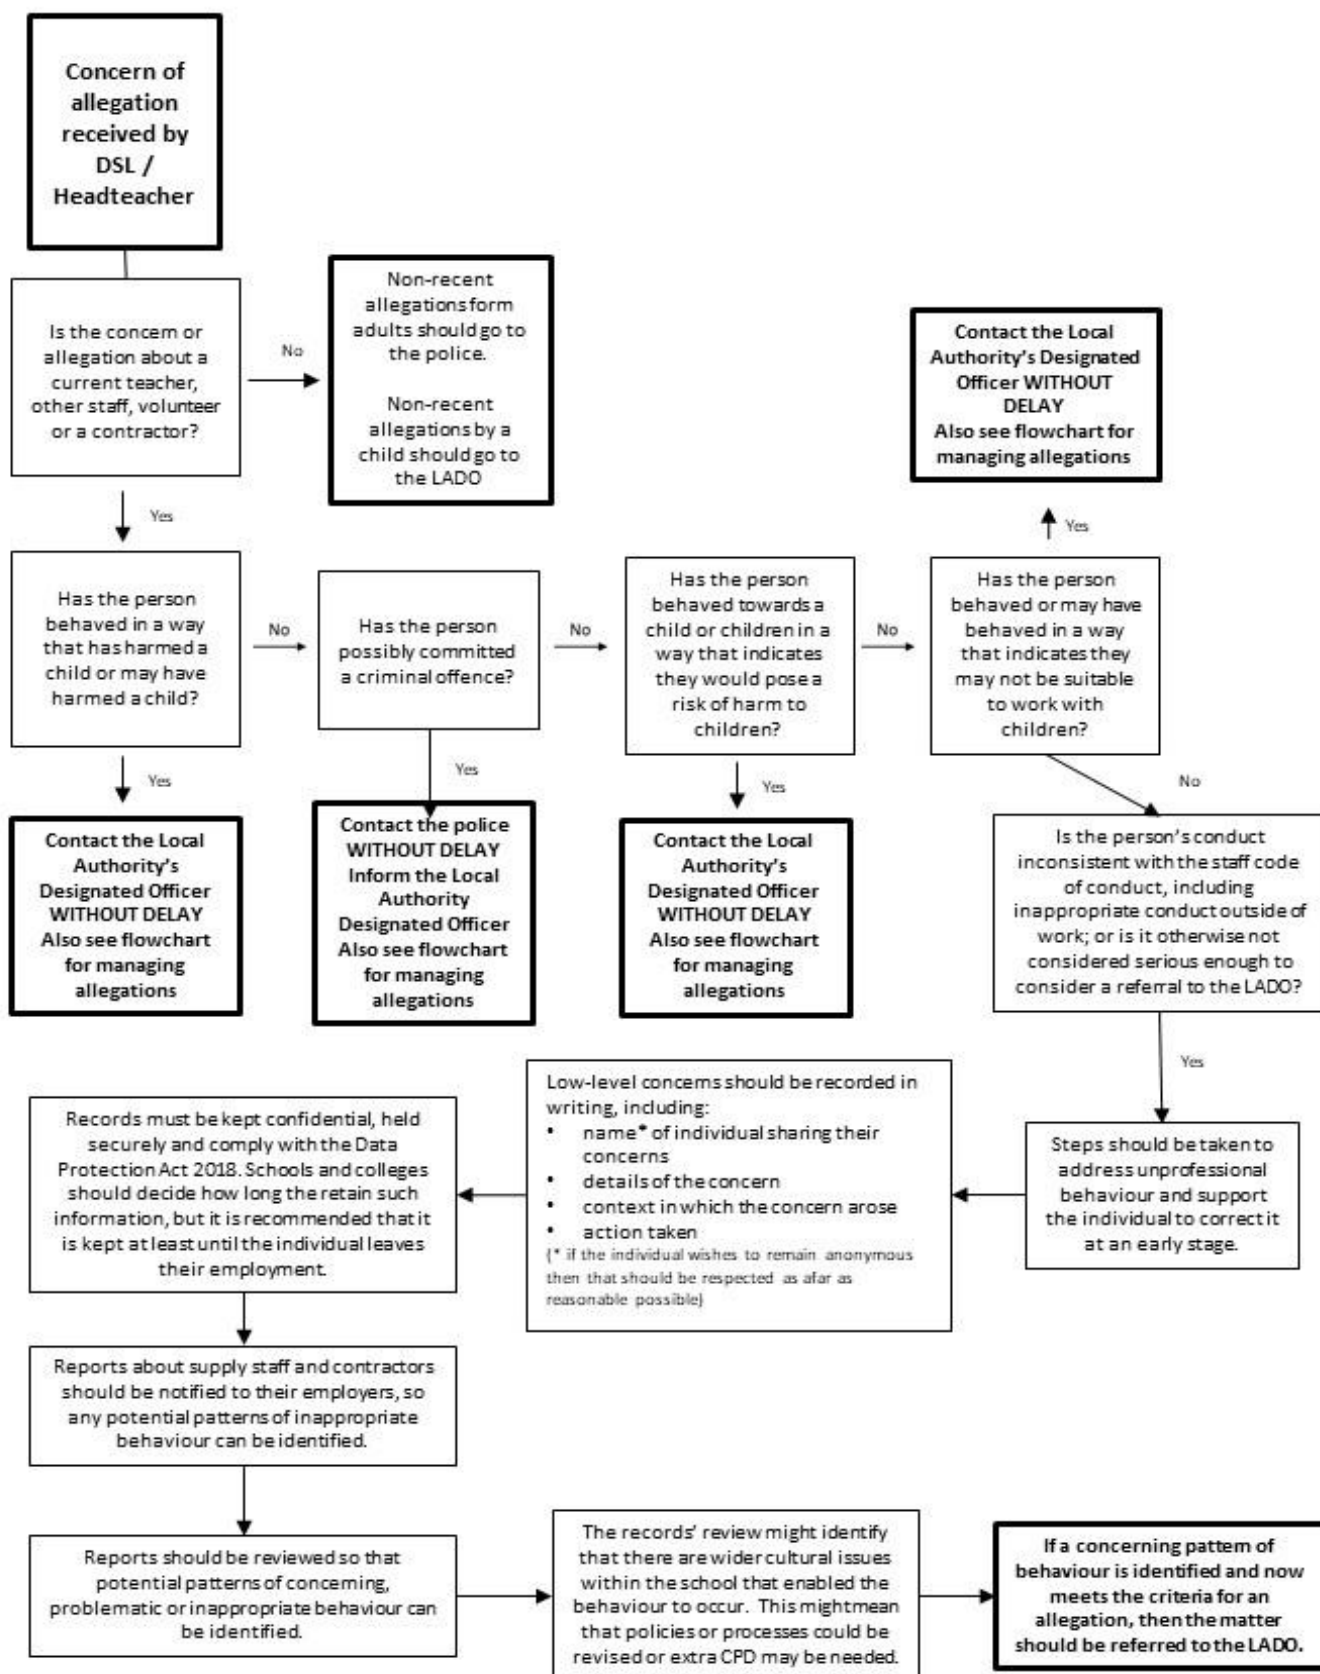 Concern of
allegation
received by
DSL /
Headteacher
Is the concern or
allegation about a
current teacher,
other staff, volunteer
or a contractor?
No
Non-recent
allegations form
adults should go to
the police.
Non-recent
allegations by a
child should go to
the LADO
Contact the Local
Authority's Designated
Officer WITHOUT
DELAY
Also see flowchart for
managing allegations
Yes
Yes
Has the person
behaved in a way
that has harmed a
child or may have
harmed a child?
No
Has the person
possibly committed
a criminal offence?
No
Has the person
behaved towards a
child or children in a
way that indicates
they would pose a
risk of harm to
children?
No
Has the person
behaved or may have
behaved in a way
that indicates they
may not be suitable
to work with
children?
Yes
Yes
Yes
No
Contact the Local
Authority's
Designated Officer
WITHOUT DELAY
Also see flowchart
for managing
allegations
Contact the police
WITHOUT DELAY
Inform the Local
Authority
Designated Officer
Also see flowchart
for managing
allegations
Contact the Local
Authority's
Designated Officer
WITHOUT DELAY
Also see flowchart
for managing
allegations
Is the person's conduct
inconsistent with the staff code
of conduct, including
inappropriate conduct outside of
work; or is it otherwise not
considered serious enough to
consider a referral to the LADO?
Yes
Steps should be taken to
address unprofessional
behaviour and support
the individual to correct it
at an early stage.
Low-level concerns should be recorded in
writing, including:
• name* of individual sharing their
concerns
• details of the concern
• context in which the concern arose
• action taken
(* if the individual wishes to remain anonymous
then that should be respected as afar as
reasonable possible)
Records must be kept confidential, held
securely and comply with the Data
Protection Act 2018. Schools and colleges
should decide how long the retain such
information, but it is recommended that it
is kept at least until the individual leaves
their employment.
Reports about supply staff and contractors
should be notified to their employers, so
any potential patterns of inappropriate
behaviour can be identified.
Reports should be reviewed so that
potential patterns of concerning,
problematic or inappropriate behaviour can
be identified.
The records' review might identify
that there are wider cultural issues
within the school that enabled the
behaviour to occur. This might mean
that policies or processes could be
revised or extra CPD may be needed.
If a concerning pattern of
behaviour is identified and now
meets the criteria for an
allegation, then the matter
should be referred to the LADO.